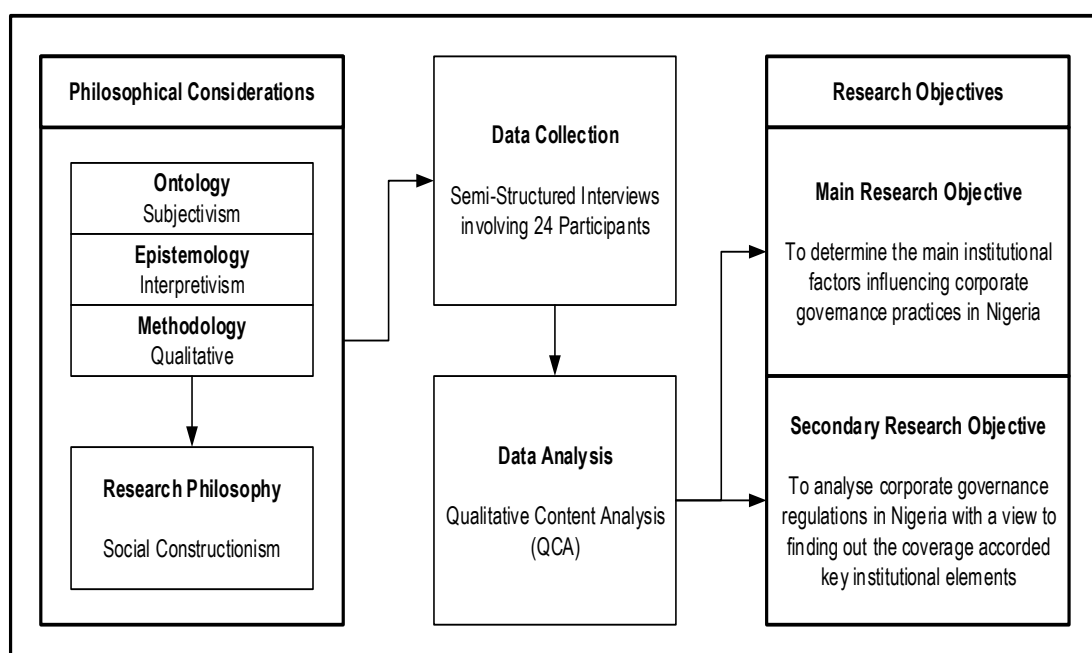 Philosophical Considerations
Ontology
Subjectivism
Epistemology
Interpretivism
Methodology
Qualitative
Research Philosophy
Social Constructionism
Data Collection
Semi-Structured Interviews
involving 24 Participants
Data Analysis
Qualitative Content Analysis
(QCA)
Research Objectives
Main Research Objective
To determine the main institutional
factors influencing corporate
governance practices in Nigeria
Secondary Research Objective
To analyse corporate governance
regulations in Nigeria with a view to
finding out the coverage accorded
key institutional elements